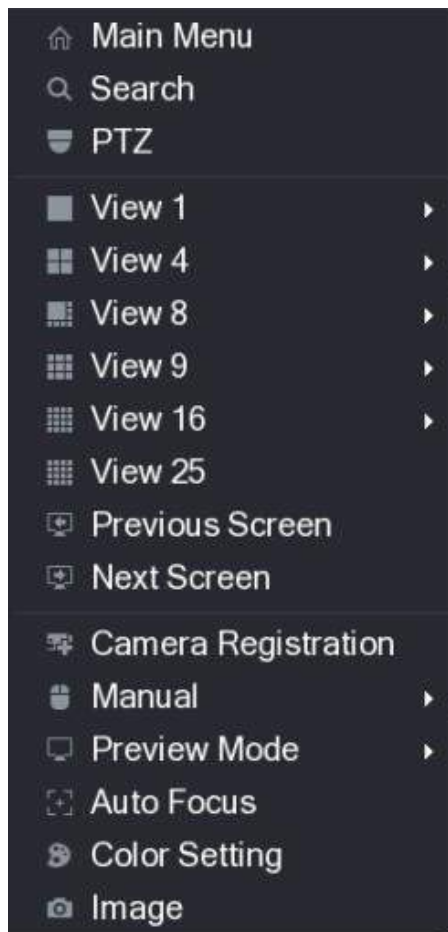 Main Menu
Search
PTZ
View 1
View 4
View 8
View 9
View 16
View 25
Previous Screen
Next Screen
Camera Registration
Manual
Preview Mode
Auto Focus
Color Setting
Image